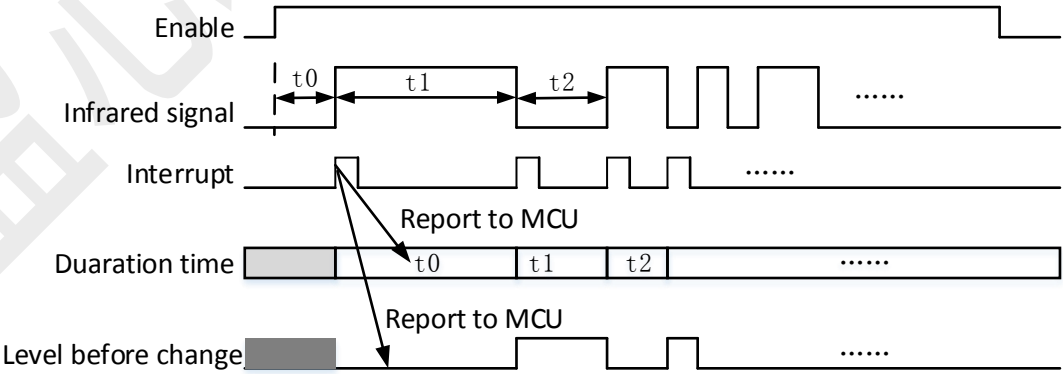 Enable
t0
t1
t2
Infrared signal
......
Interrupt
......
Report to MCU
Duaration time
t0
t1
t2
......
Report to MCU
Level before change
......